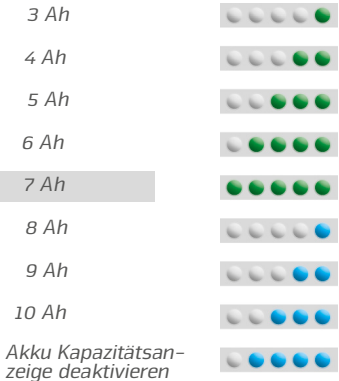 3 Ah
4 Ah
5 Ah
6 Ah
7 Ah
8 Ah
9 Ah
10 Ah
Akku Kapazitätsan-
zeige deaktivieren